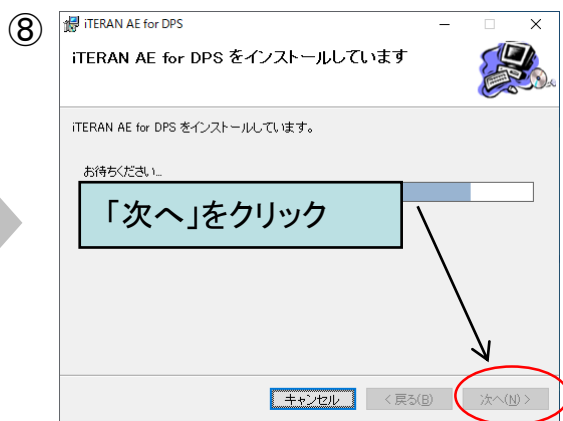 ⑧
iTERAN AE for DPS
iTERAN AE for DPS をインストールしています
iTERAN AE for DPS をインストールしています。
お待ちください...
「次へ」をクリック
キャンセル
< 戻る(B)
次へ(N) >